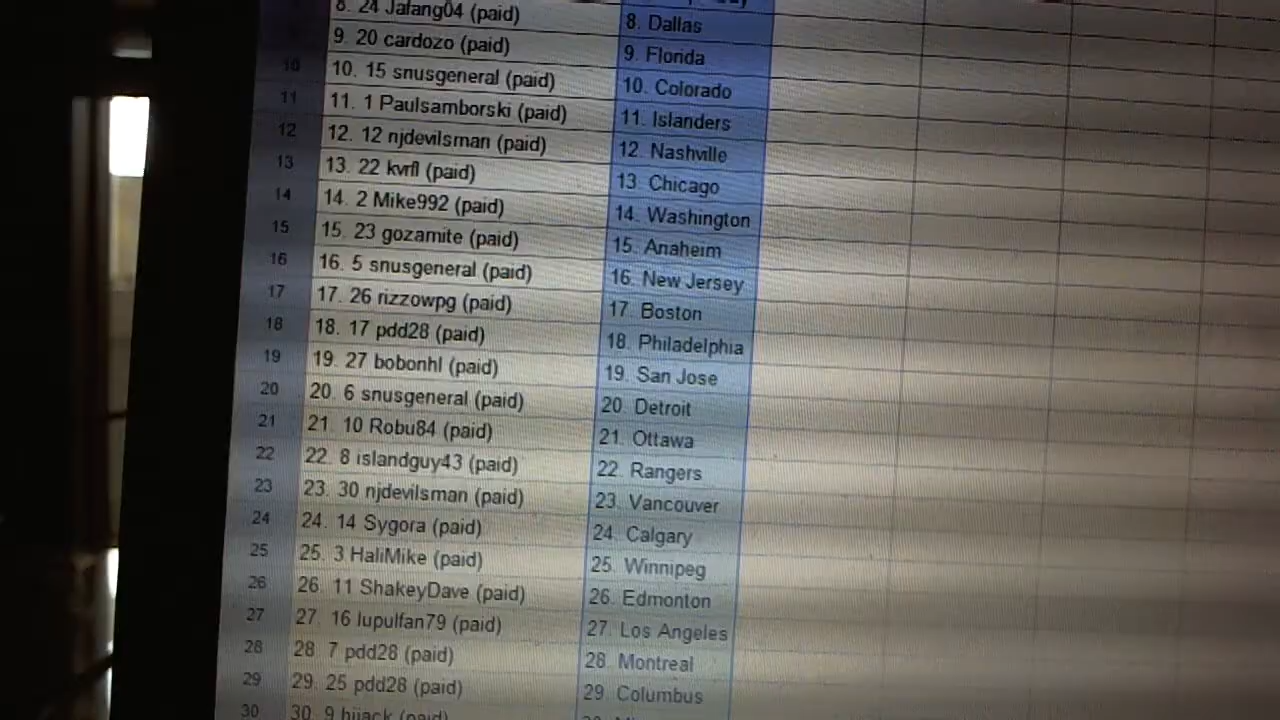 8. 24 Jafang04 (paid) 8. Dallas
9. 20 cardozo (paid) 9. Florida
10 10. 15 snusgeneral (paid) 10. Colorado
11 11. 1 Paulsamborski (paid) 11. Islanders
12 12. 12 njdevilsman (paid) 12. Nashville
13 13. 22 kvrfl (paid) 13. Chicago
14 14. 2 Mike992 (paid) 14. Washington
15 15. 23 gozamite (paid) 15. Anaheim
16 16. 5 snusgeneral (paid) 16. New Jersey
17 17. 26 rizzowpg (paid) 17. Boston
18 18. 17 pdd28 (paid) 18. Philadelphia
19 19. 27 bobonhl (paid) 19. San Jose
20 20. 6 snusgeneral (paid) 20. Detroit
21 21. 10 Robu84 (paid) 21. Ottawa
22 22. 8 islandguy43 (paid) 22. Rangers
23 23. 30 njdevilsman (paid) 23. Vancouver
24 24. 14 Sygora (paid) 24. Calgary
25 25. 3 HaliMike (paid) 25. Winnipeg
26 26. 11 ShakeyDave (paid) 26. Edmonton
27 27. 16 lupulfan79 (paid) 27. Los Angeles
28 28. 7 pdd28 (paid) 28. Montreal
29 29. 25 pdd28 (paid) 29. Columbus
30 30. 9 hijack (paid)